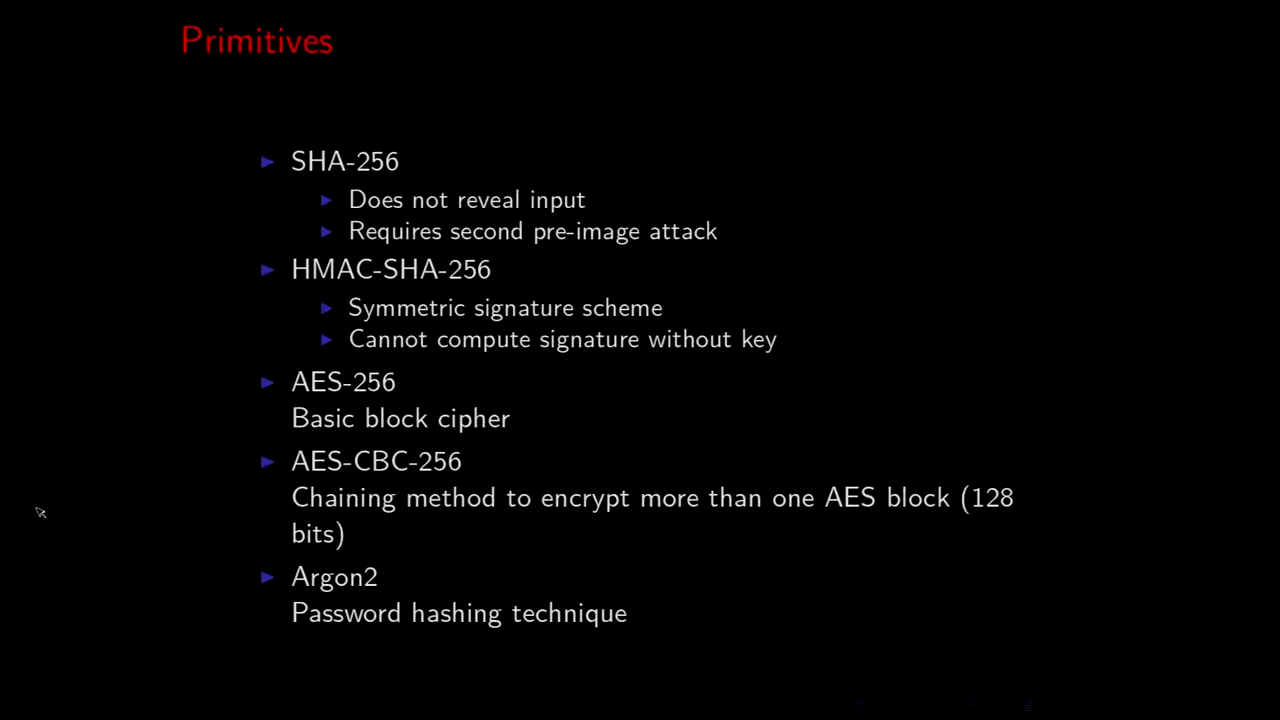 Primitives
SHA-256
Does not reveal input
Requires second pre-image attack
HMAC-SHA-256
Symmetric signature scheme
Cannot compute signature without key
AES-256
Basic block cipher
AES-CBC-256
Chaining method to encrypt more than one AES block (128
bits)
Argon2
Password hashing technique